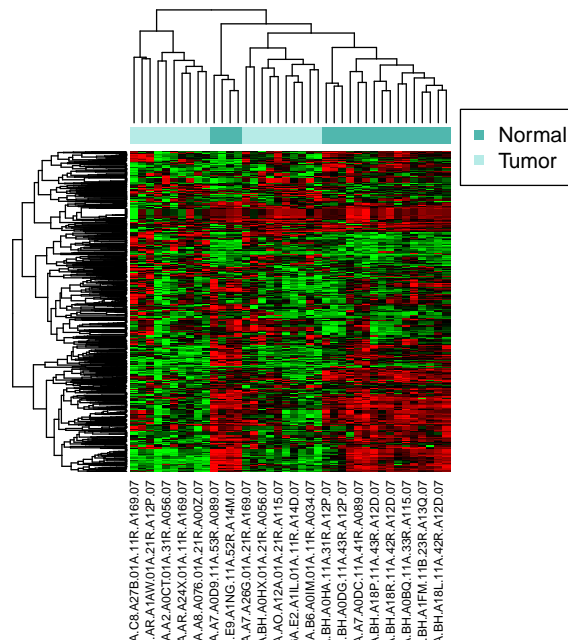 Normal
Tumor
A.C8.A27B.01A.11R.A169.07
.AR.A1AW.01A.21R.A12P.07
A.A2.A0CT.01A.31R.A056.07
A.AR.A24X.01A.11R.A169.07
A.A8.A076.01A.21R.A00Z.07
A.A7.A0D9.11A.53R.A089.07
.E9.A1NG.11A.52R.A14M.07
A.A7.A26G.01A.21R.A169.07
A.BH.A0HX.01A.21R.A056.07
A.AO.A12A.01A.21R.A115.07
A.E2.A1IL.01A.11R.A14D.07
A.B6.A0IM.01A.11R.A034.07
.BH.A0HA.11A.31R.A12P.07
.BH.A0DG.11A.43R.A12P.07
A.A7.A0DC.11A.41R.A089.07
A.BH.A18P.11A.43R.A12D.07
A.BH.A18R.11A.42R.A12D.07
A.BH.A0BQ.11A.33R.A115.07
.BH.A1FM.11B.23R.A13Q.07
A.BH.A18L.11A.42R.A12D.07